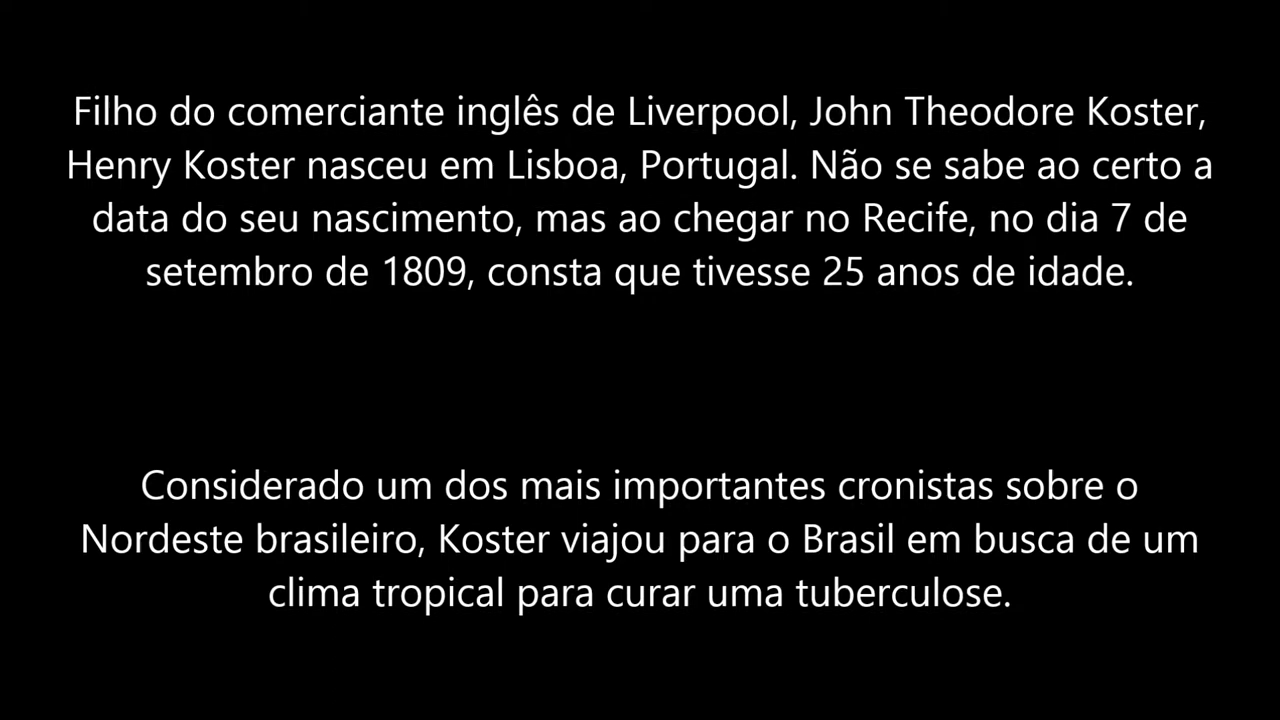 Filho do comerciante inglês de Liverpool, John Theodore Koster,
Henry Koster nasceu em Lisboa, Portugal. Não se sabe ao certo a
data do seu nascimento, mas ao chegar no Recife, no dia 7 de
setembro de 1809, consta que tivesse 25 anos de idade.
Considerado um dos mais importantes cronistas sobre o
Nordeste brasileiro, Koster viajou para o Brasil em busca de um
clima tropical para curar uma tuberculose.